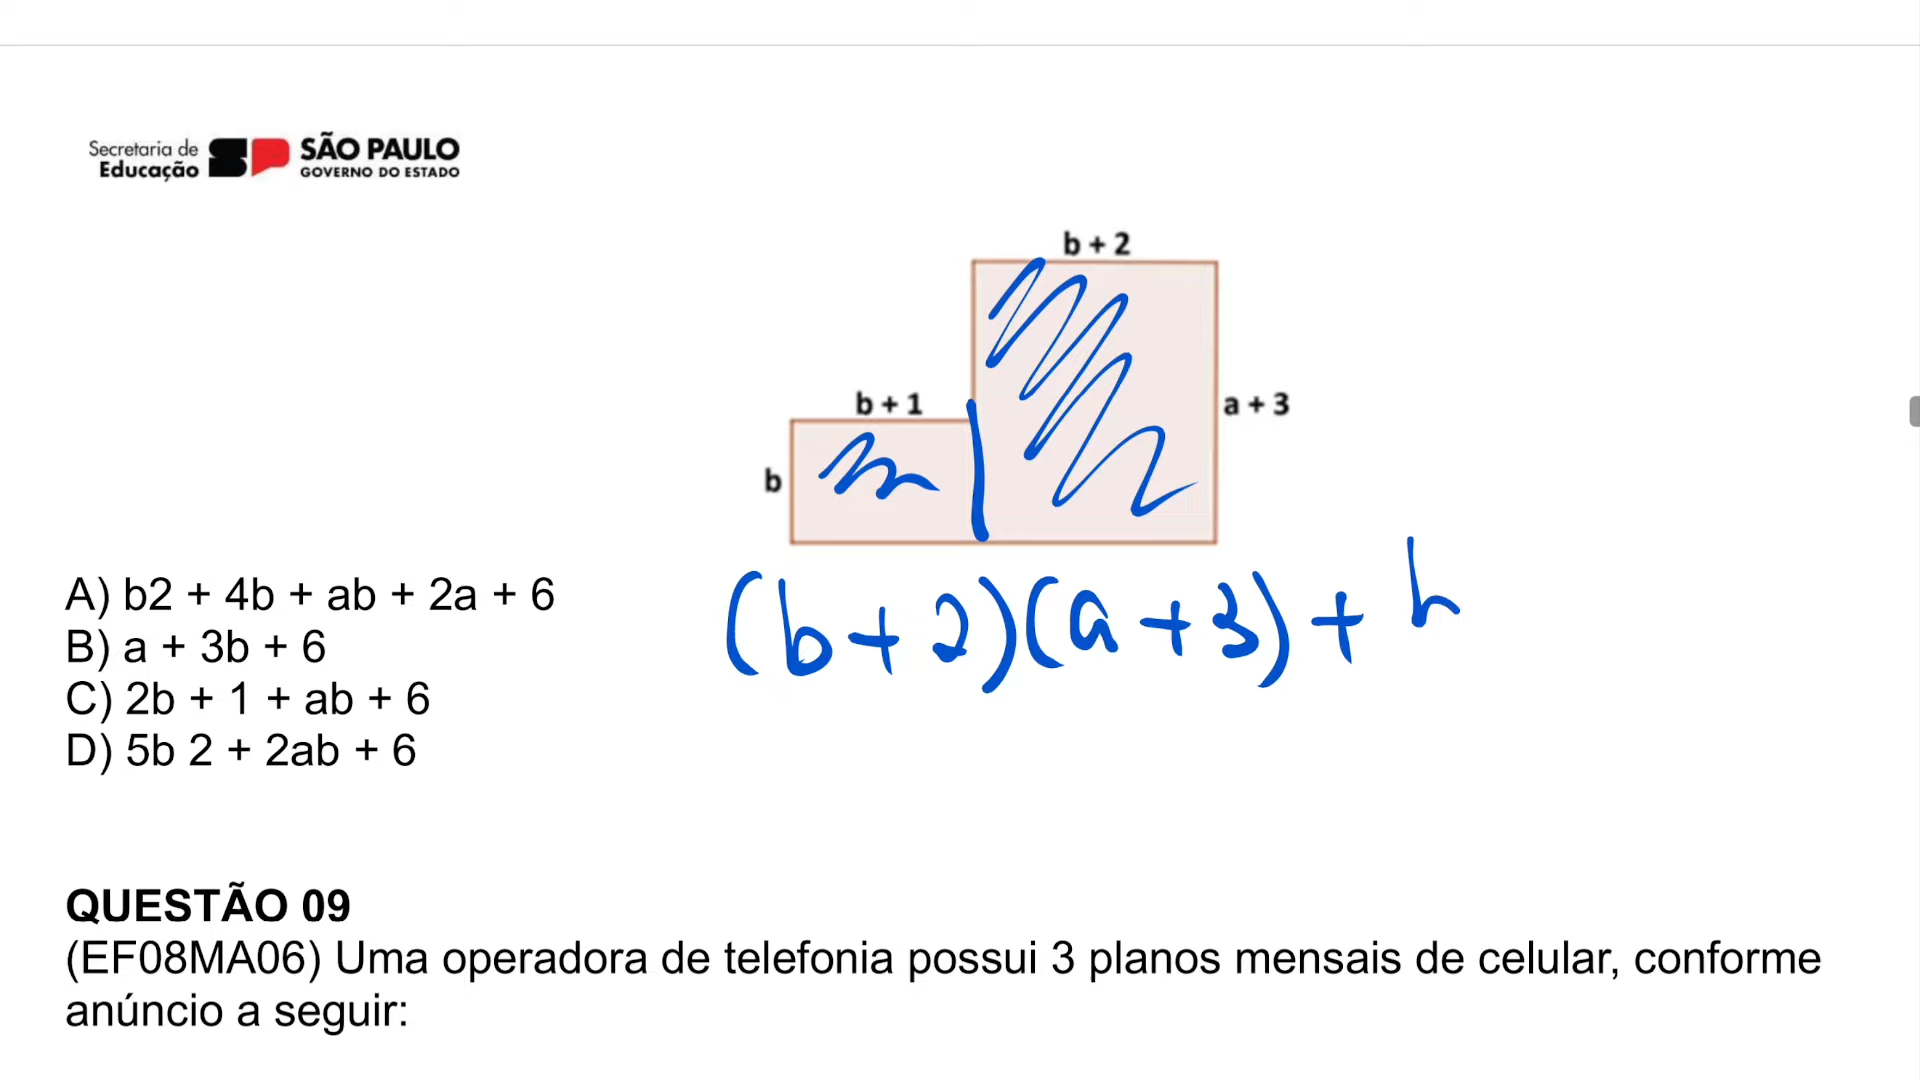 Secretaria de
Educação
SÃO PAULO
GOVERNO DO ESTADO
b + 2
b + 1
a + 3
b
(b+2)(a+3)+
A) b2 + 4b + ab + 2a + 6
B) a + 3b + 6
C) 2b + 1 + ab + 6
D) 5b 2 + 2ab + 6
QUESTÃO 09
(EF08MA06) Uma operadora de telefonia possui 3 planos mensais de celular, conforme
anúncio a seguir: